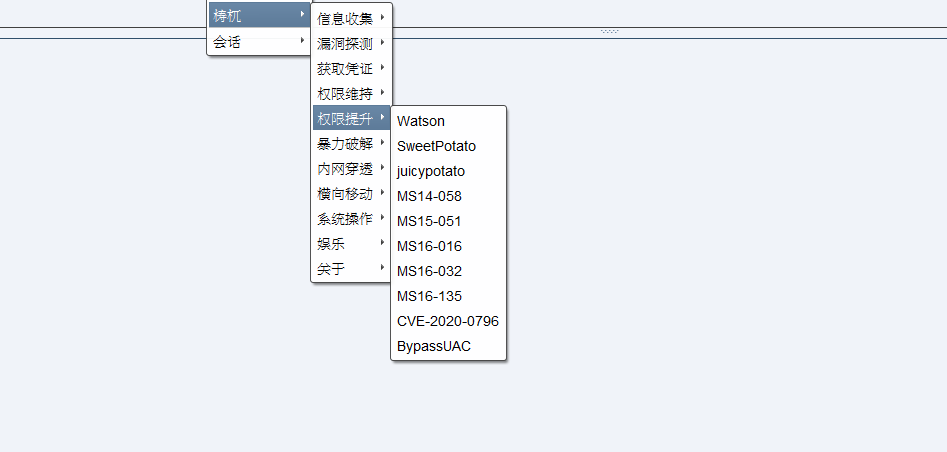 梼杌
会话
信息收集
漏洞探测
获取凭证
权限维持
权限提升
暴力破解
内网穿透
横向移动
系统操作
娱乐
关于
Watson
SweetPotato
juicypotato
MS14-058
MS15-051
MS16-016
MS16-032
MS16-135
CVE-2020-0796
BypassUAC